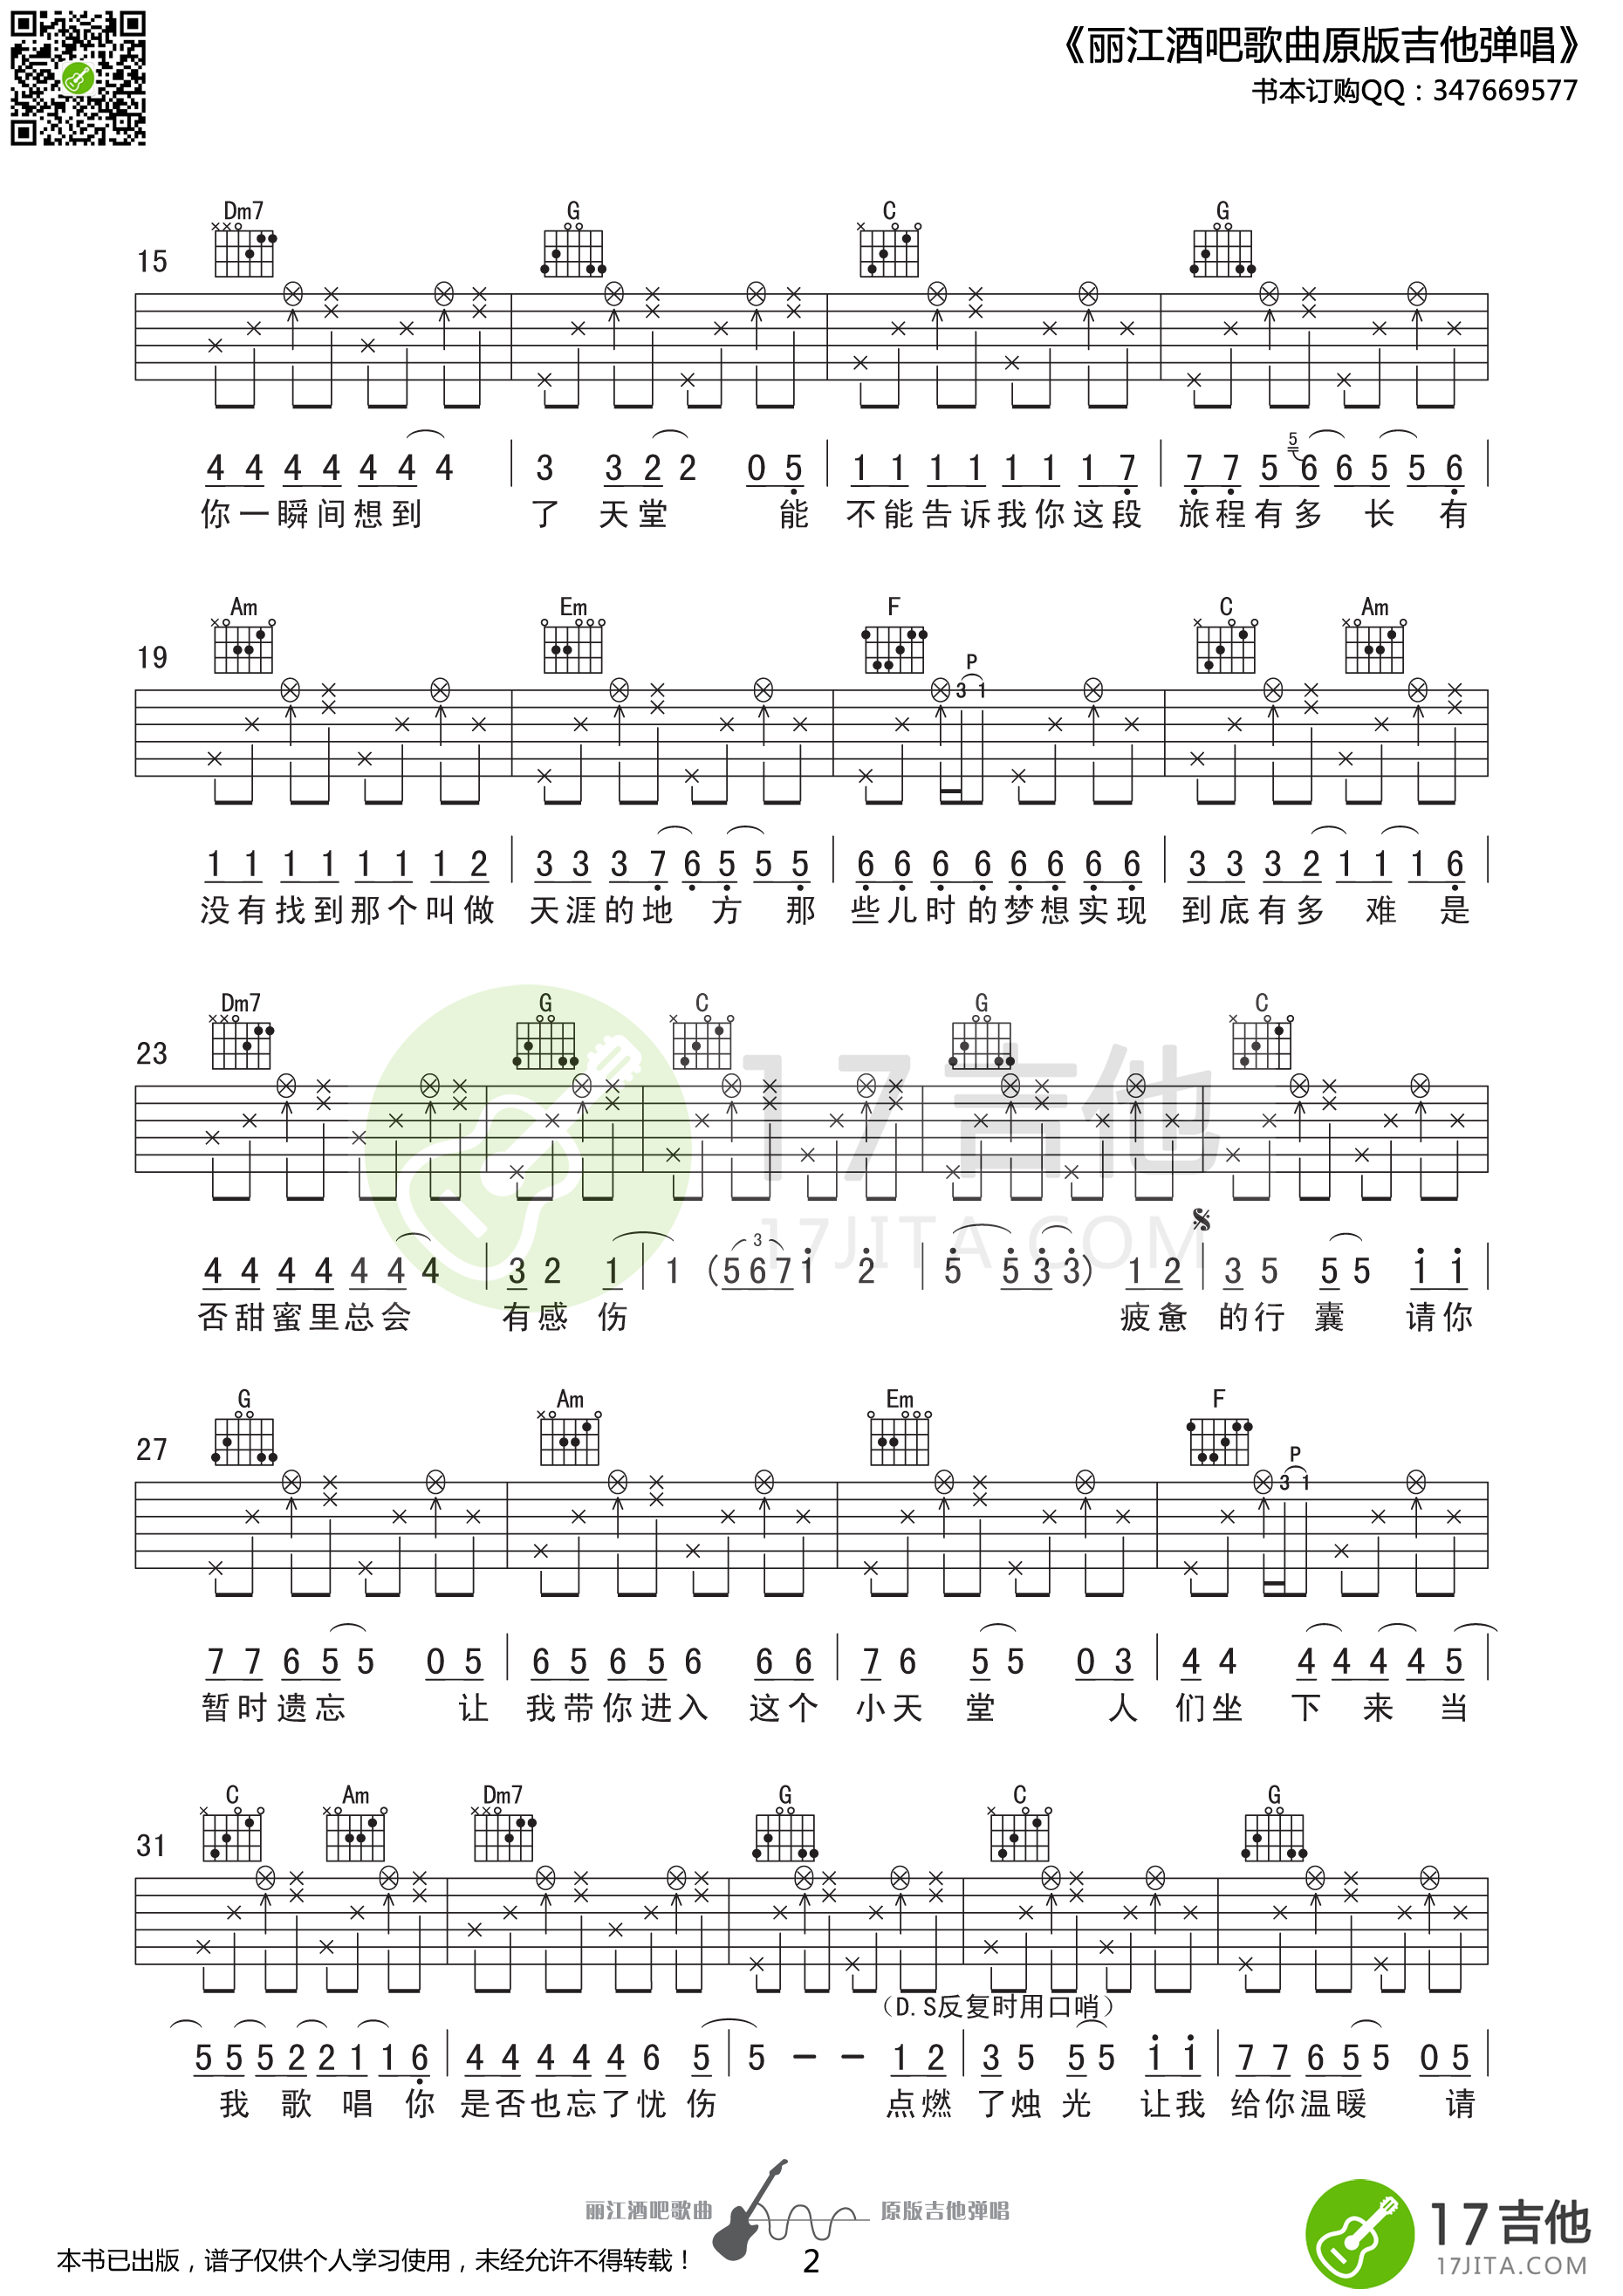 《丽江酒吧歌曲原版吉他弹唱》
书本订购QQ：347669577
Dm7 G C G
15
4 4 4 4 4 4 4 | 3 3 2 2 0 5 | 1 1 1 1 1 1 1 7 | 7 7 5 5 6 6 5 5 6
你一瞬间想到 了 天堂 能 不能告诉我你这段 旅程有多 长 有
Am Em F C Am
19
P
3 1
1 1 1 1 1 1 1 2 | 3 3 3 7 6 5 5 5 | 6 6 6 6 6 6 6 6 | 3 3 3 2 1 1 1 6
没有找到那个叫做 天涯的地 方 那 些儿时的梦想实现 到底有多 难 是
Dm7 G C G C
23
17吉他
17JITA.COM
3
4 4 4 4 4 4 4 | 3 2 1 | 1 (5 6 7 1 2 | 5 5 3 3) 1 2 | 3 5 5 5 1 1
否甜蜜里总会 有感 伤 疲惫 的行 囊 请你
G Am Em F
27
P
3 1
7 7 6 5 5 0 5 | 6 5 6 5 6 6 6 | 7 6 5 5 0 3 | 4 4 4 4 4 4 5
暂时遗忘 让 我带你进入 这个 小天 堂 人 们坐 下 来 当
C Am Dm7 G C G
31
（D.S反复时用口哨）
5 5 5 2 2 1 1 6 | 4 4 4 4 4 6 5 | 5 – – 1 2 | 3 5 5 5 1 1 | 7 7 6 5 5 0 5
我 歌 唱 你 是否也忘了忧 伤 点燃 了烛 光 让我 给你温暖 请
丽江酒吧歌曲 原版吉他弹唱
本书已出版，谱子仅供个人学习使用，未经允许不得转载！
2
17吉他
17JITA.COM